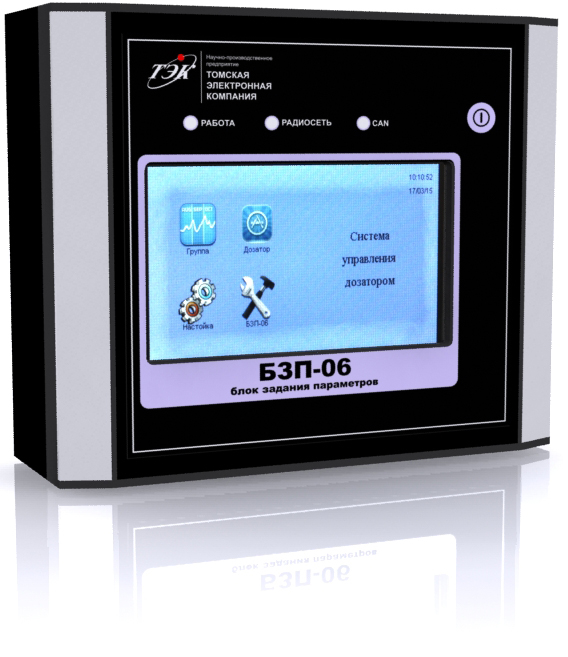 ТЭК
Научно-производственное
предприятие
ТОМСКАЯ
ЭЛЕКТРОННАЯ
КОМПАНИЯ
РАБОТА
РАДИОСЕТЬ
CAN
10:10:52
17/03/15
Группа
Дозатор
Система
управления
дозатором
Настойка
БЗП-06
БЗП-06
блок задания параметров